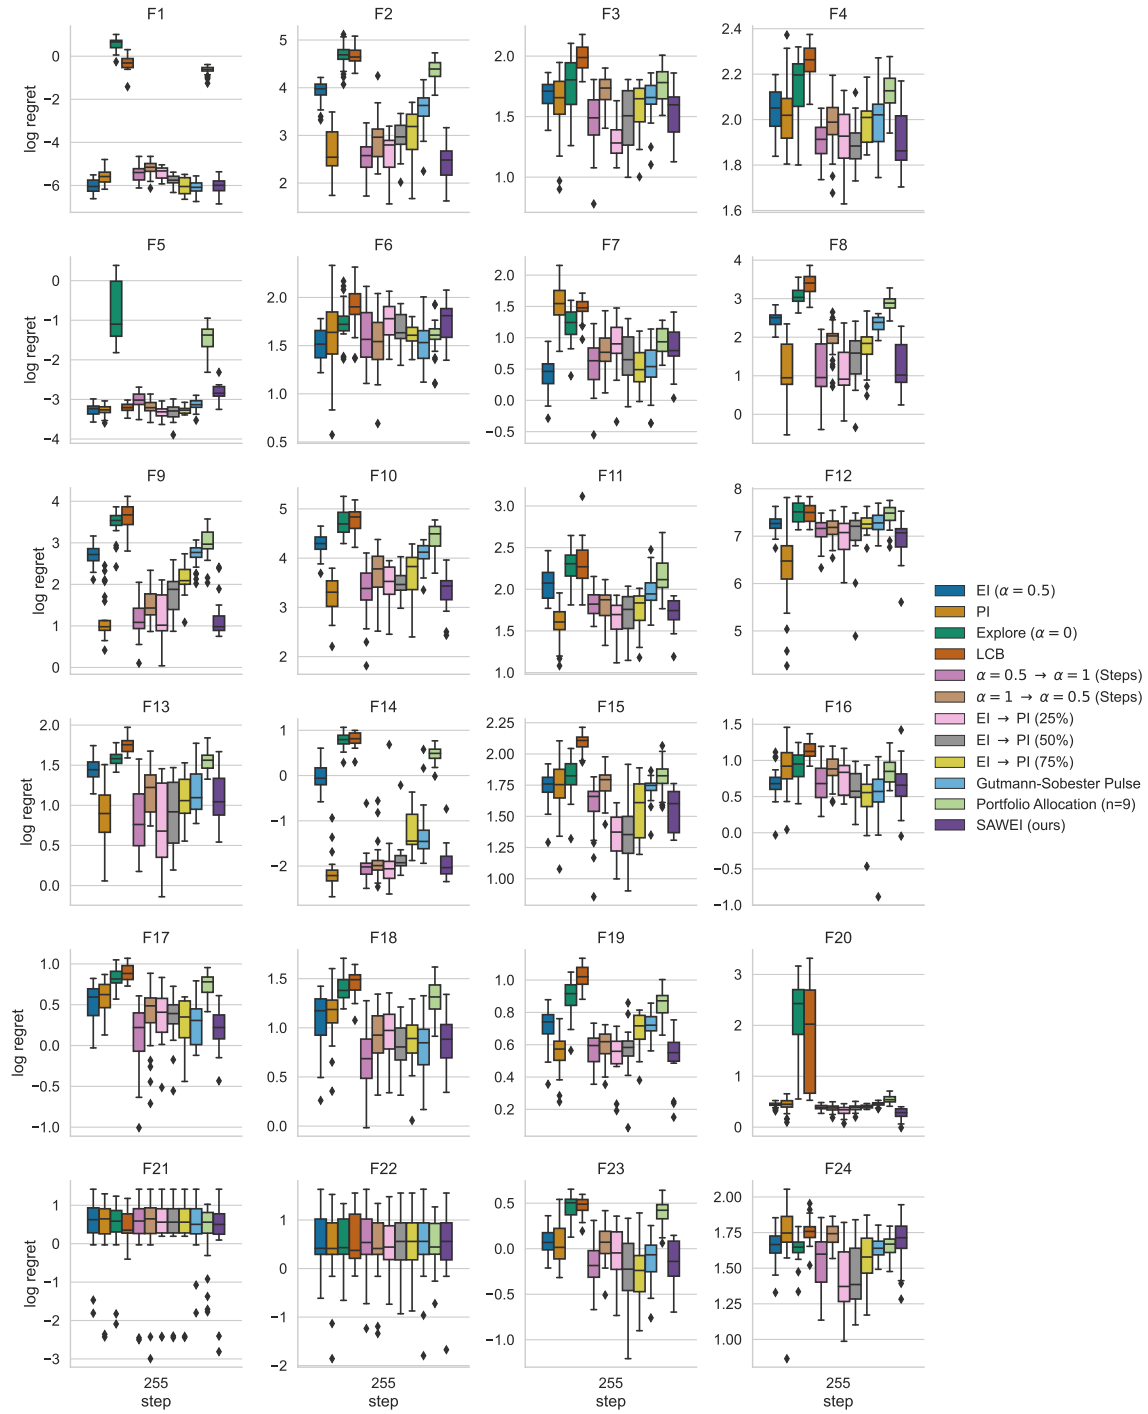 F1
F2
F3
F4
log regret
0
−2
−4
−6
5
4
3
2
2.0
1.5
1.0
2.4
2.2
2.0
1.8
1.6
F5
F6
F7
F8
log regret
0
−1
−2
−3
−4
2.0
1.5
1.0
0.5
2.0
1.5
1.0
0.5
0.0
−0.5
4
3
2
1
0
F9
F10
F11
F12
log regret
4
3
2
1
0
5
4
3
2
3.0
2.5
2.0
1.5
1.0
8
7
6
5
EI (α = 0.5)
PI
Explore (α = 0)
LCB
α = 0.5 → α = 1 (Steps)
α = 1 → α = 0.5 (Steps)
EI → PI (25%)
EI → PI (50%)
EI → PI (75%)
Gutmann-Sobester Pulse
Portfolio Allocation (n=9)
SAWEI (ours)
F13
F14
F15
F16
log regret
2.0
1.5
1.0
0.5
0.0
1
0
−1
−2
2.25
2.00
1.75
1.50
1.25
1.00
1.5
1.0
0.5
0.0
−0.5
−1.0
F17
F18
F19
F20
log regret
1.0
0.5
0.0
−0.5
−1.0
1.5
1.0
0.5
0.0
1.0
0.8
0.6
0.4
0.2
3
2
1
0
F21
F22
F23
F24
log regret
1
0
−1
−2
−3
1
0
−1
−2
0.5
0.0
−0.5
−1.0
2.00
1.75
1.50
1.25
1.00
255
255
255
255
step
step
step
step